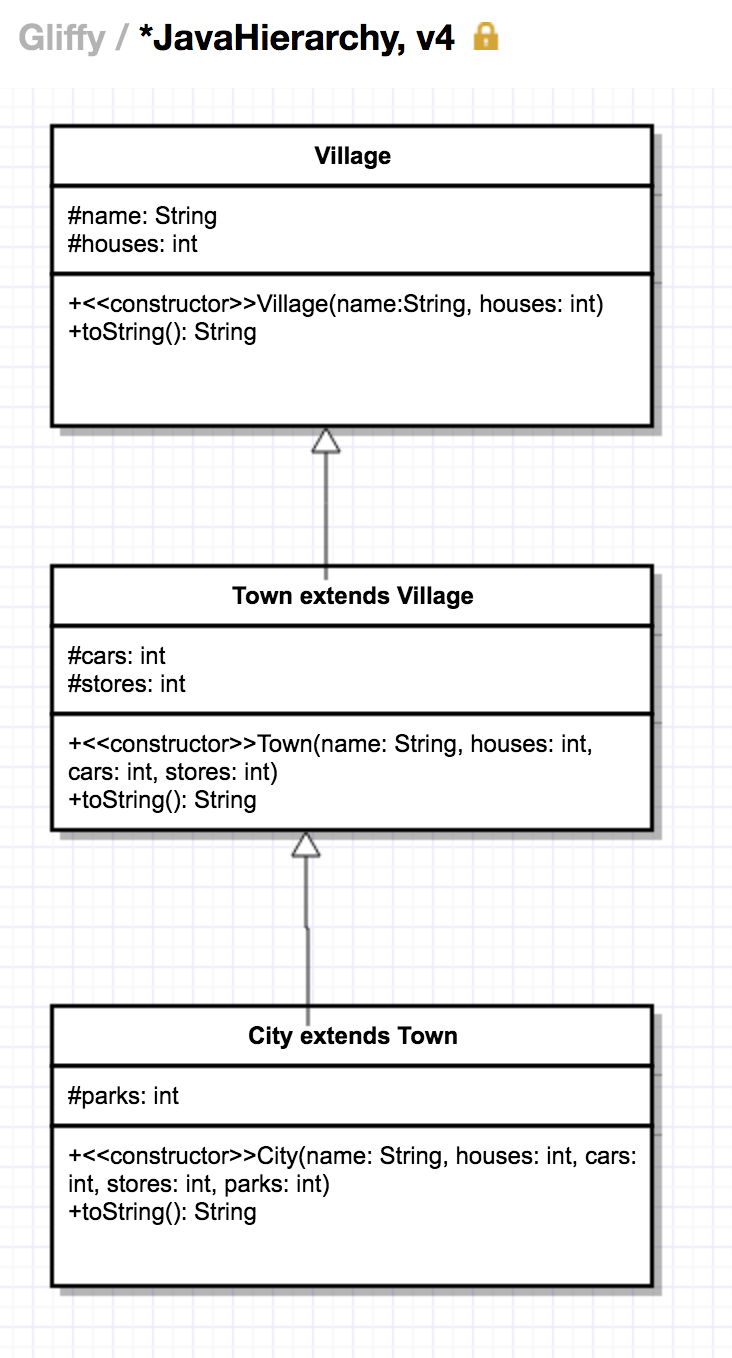 Gliffy / *JavaHierarchy, v4
Village
#name: String
#houses: int
+<<constructor>>Village(name:String, houses: int)
+toString(): String
Town extends Village
#cars: int
#stores: int
+<<constructor>>Town(name: String, houses: int,
cars: int, stores: int)
+toString(): String
City extends Town
#parks: int
+<<constructor>>City(name: String, houses: int, cars:
int, stores: int, parks: int)
+toString(): String